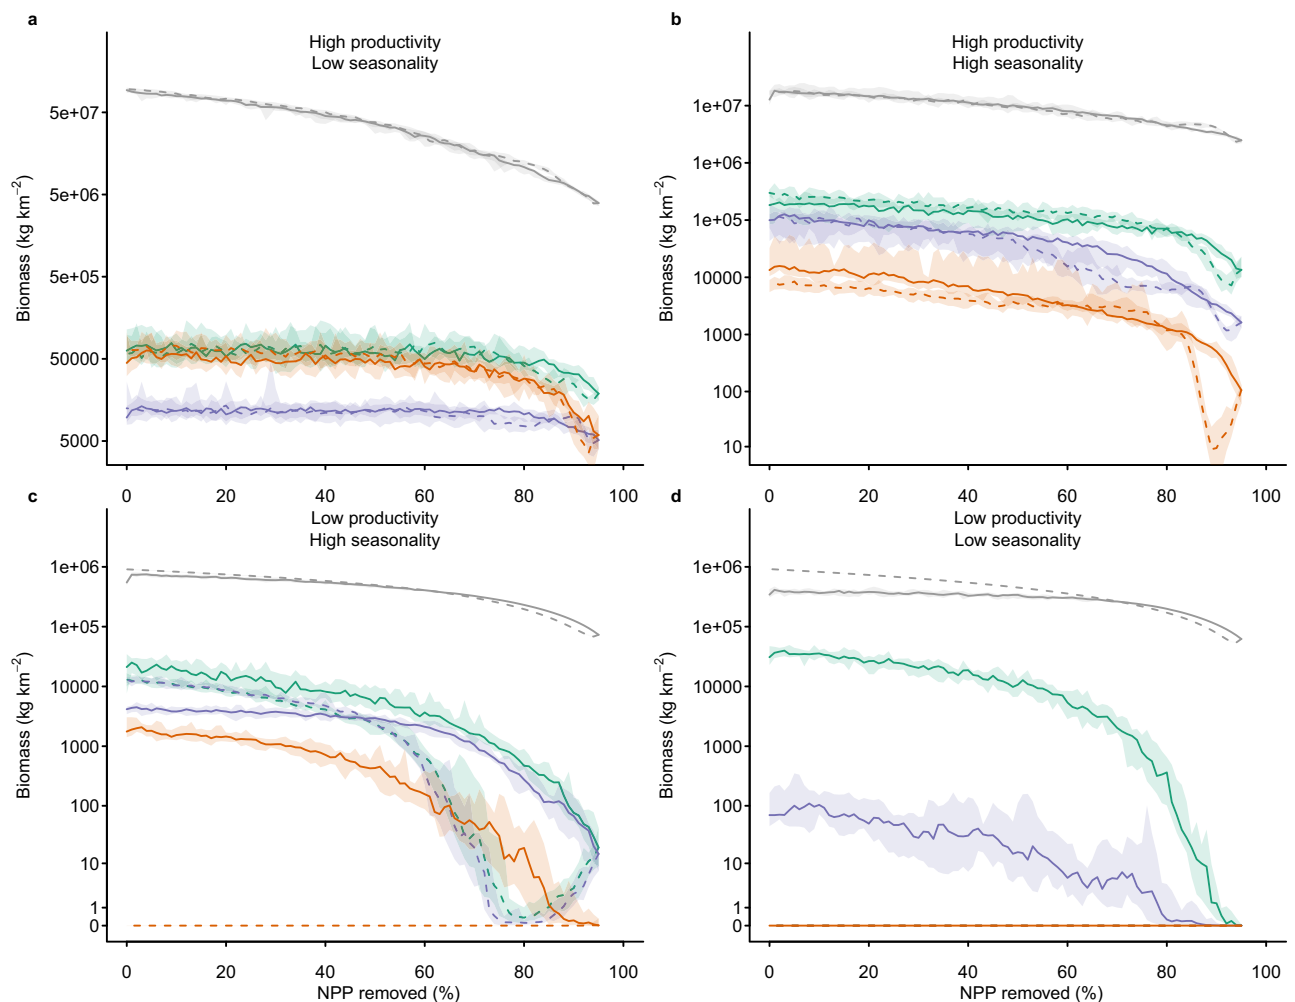 a
High productivity
Low seasonality
Biomass (kg km−2)
5e+07
5e+06
5e+05
50000
5000
0 20 40 60 80 100
b
High productivity
High seasonality
Biomass (kg km−2)
1e+07
1e+06
1e+05
10000
1000
100
10
0 20 40 60 80 100
c
Low productivity
High seasonality
Biomass (kg km−2)
1e+06
1e+05
10000
1000
100
10
1
0
0 20 40 60 80 100
NPP removed (%)
d
Low productivity
Low seasonality
Biomass (kg km−2)
1e+06
1e+05
10000
1000
100
10
1
0
0 20 40 60 80 100
NPP removed (%)